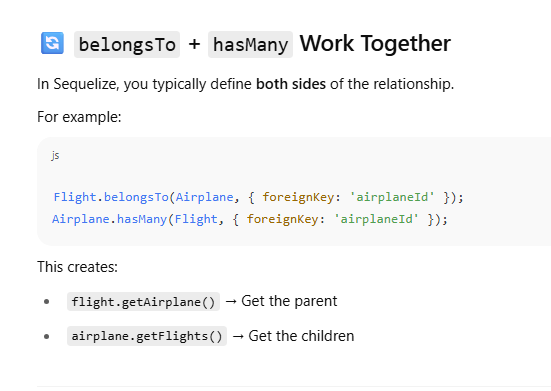 🔄 belongsTo + hasMany Work Together
In Sequelize, you typically define both sides of the relationship.
For example:
js
Flight.belongsTo(Airplane, { foreignKey: 'airplaneId' });
Airplane.hasMany(Flight, { foreignKey: 'airplaneId' });
This creates:
• flight.getAirplane() → Get the parent
• airplane.getFlights() → Get the children